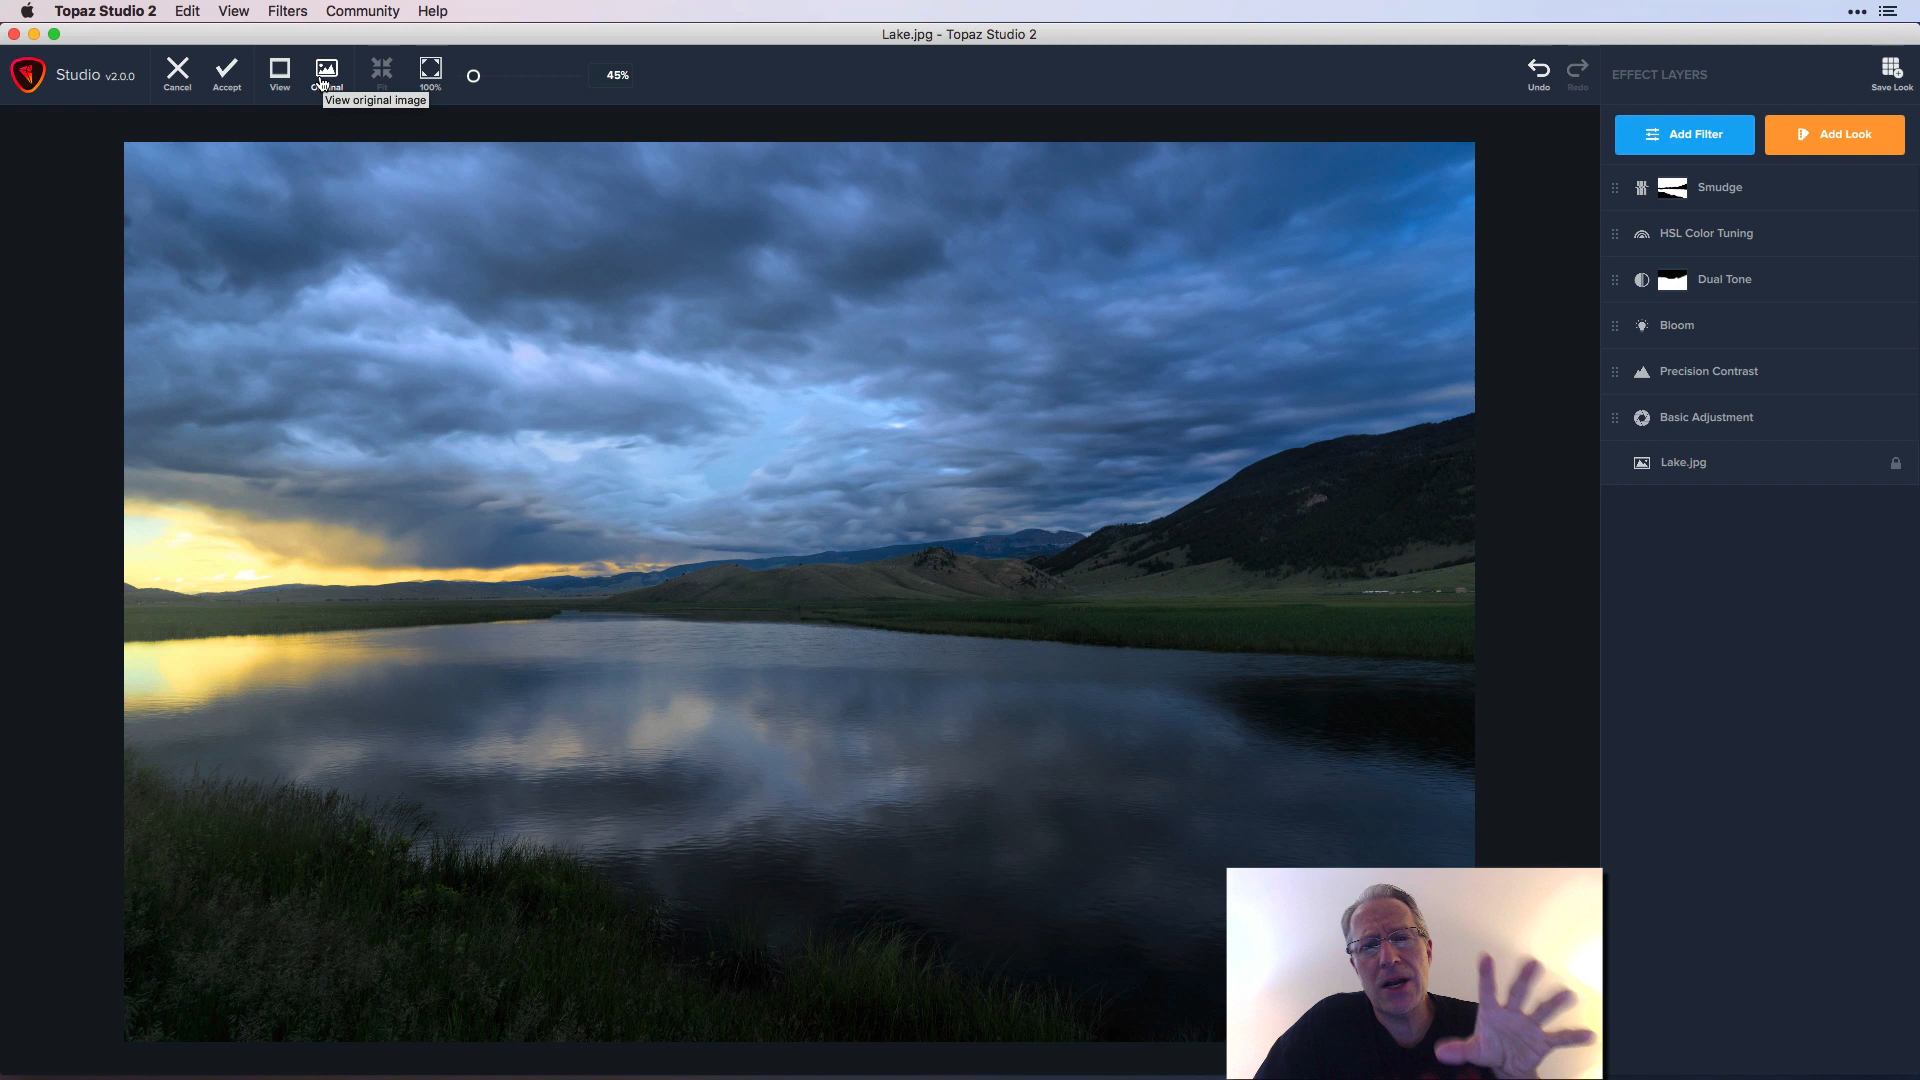 Topaz Studio 2 Edit View Filters Community Help
Lake.jpg - Topaz Studio 2
Studio v2.0.0
Cancel
Accept
View
Fit
100%
45%
Undo
Redo
View original image
EFFECT LAYERS
Save Look
Add Filter
Add Look
Smudge
HSL Color Tuning
Dual Tone
Bloom
Precision Contrast
Basic Adjustment
Lake.jpg